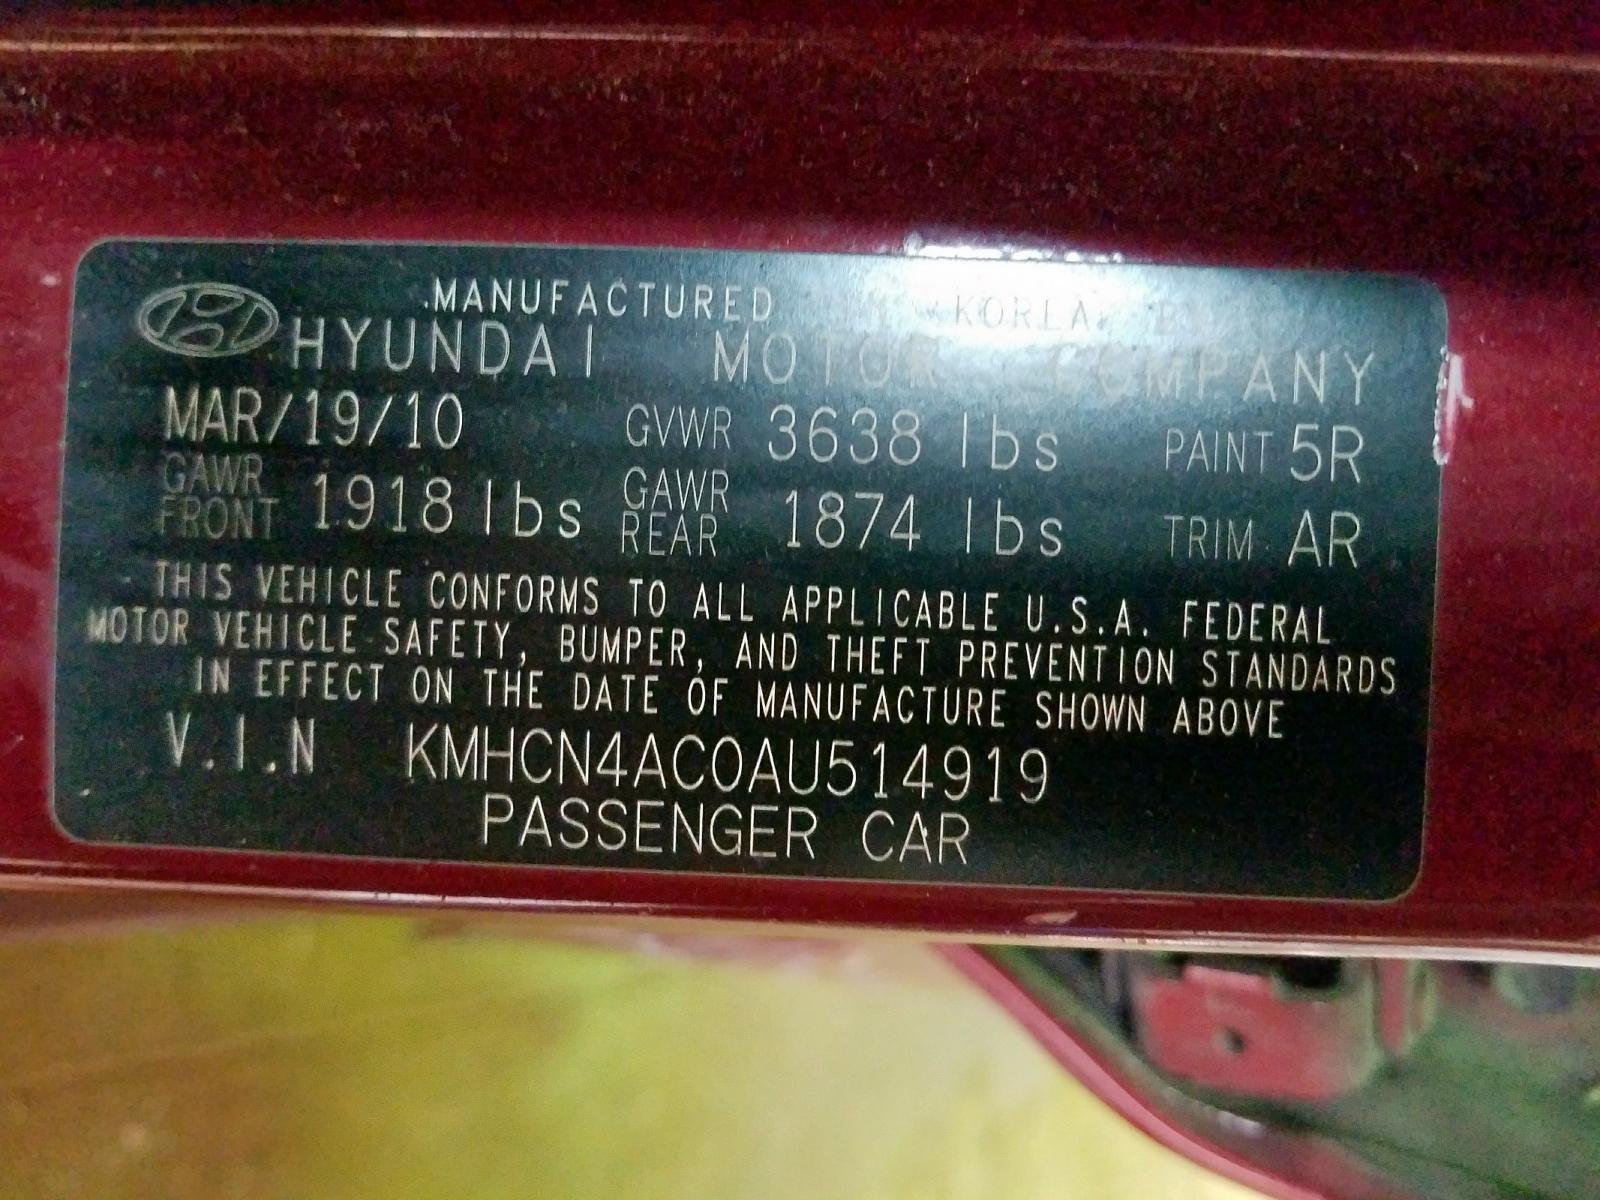 MANUFACTURED IN KOREA BY
HYUNDAI MOTOR COMPANY
MAR/19/10 GVWR 3638 lbs PAINT 5R
GAWR FRONT 1918 lbs GAWR REAR 1874 lbs TRIM AR
THIS VEHICLE CONFORMS TO ALL APPLICABLE U.S.A. FEDERAL
MOTOR VEHICLE SAFETY, BUMPER, AND THEFT PREVENTION STANDARDS
IN EFFECT ON THE DATE OF MANUFACTURE SHOWN ABOVE
V.I.N KMHCN4AC0AU514919
PASSENGER CAR